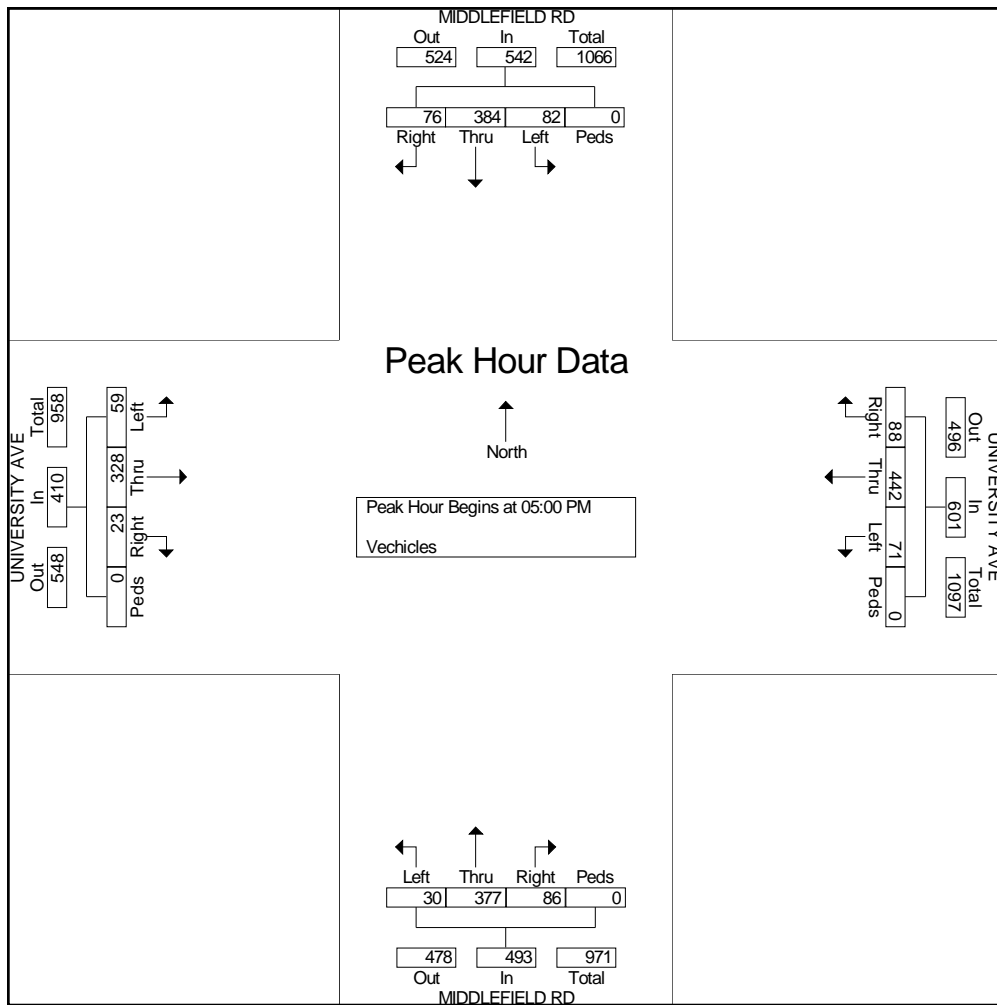 MIDDLEFIELD RD
Out In Total
524 542 1066
76 384 82 0
Right Thru Left Peds
Peak Hour Data
North
Peak Hour Begins at 05:00 PM
Vechicles
UNIVERSITY AVE
Total In Out
958 410 548
59 328 23 0
Left Thru Right Peds
UNIVERSITY AVE
Out In Total
496 601 1097
88 442 71 0
Right Thru Left Peds
Left Thru Right Peds
30 377 86 0
478 493 971
Out In Total
MIDDLEFIELD RD